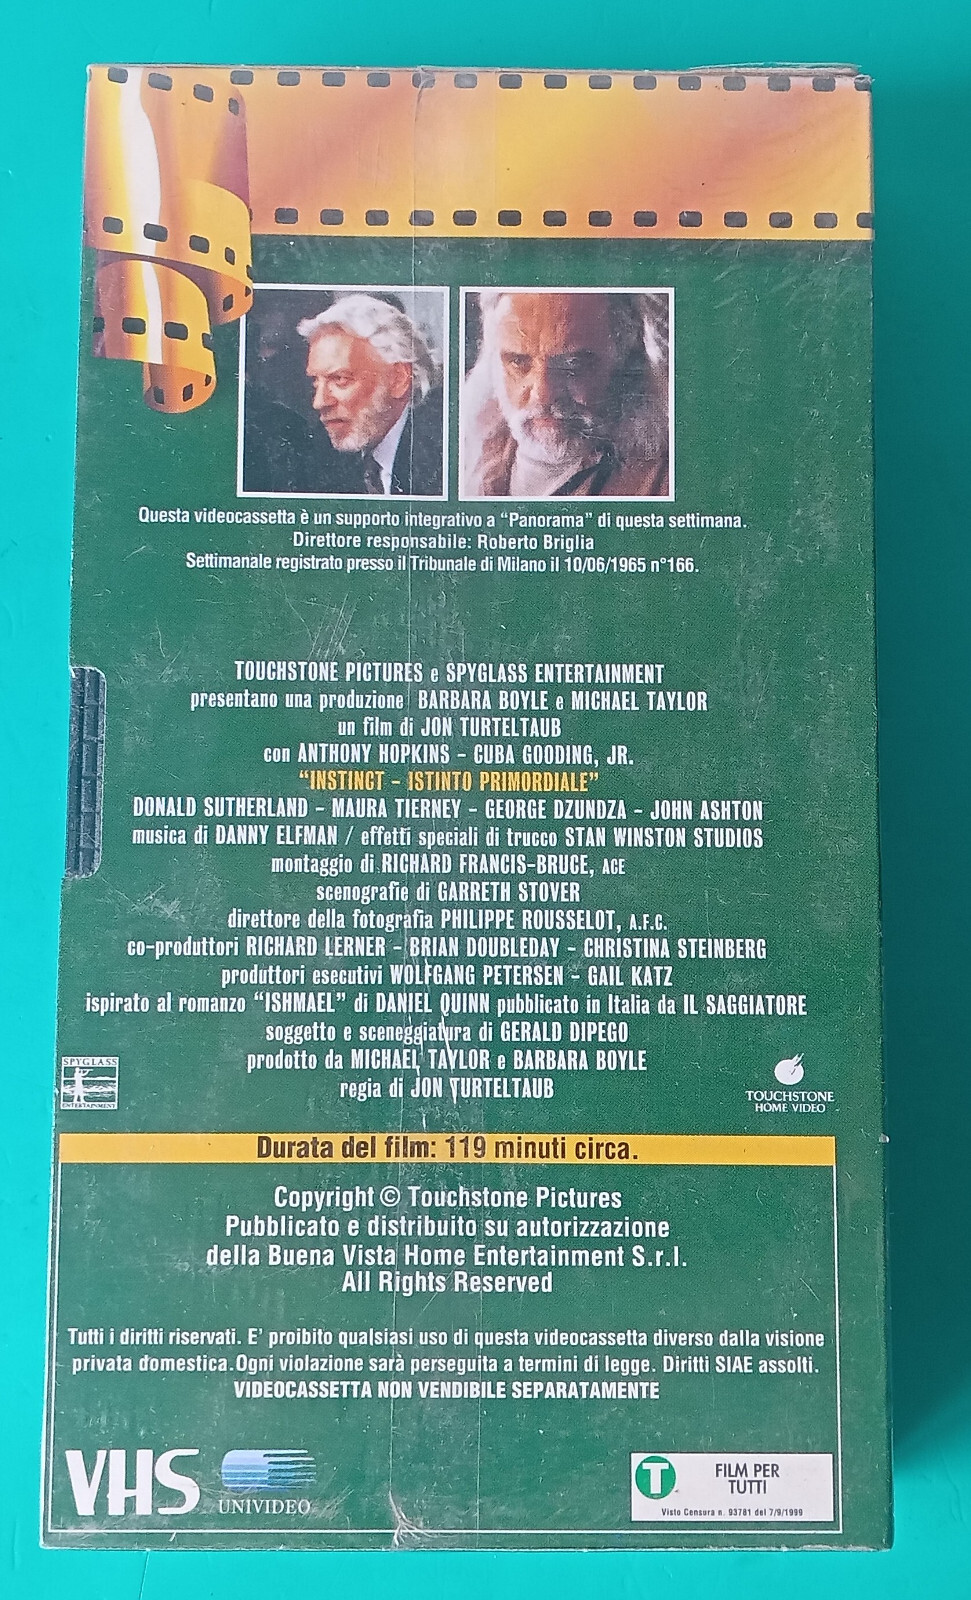 Questa videocassetta è un supporto integrativo a “Panorama” di questa settimana.
Direttore responsabile: Roberto Briglia
Settimanale registrato presso il Tribunale di Milano il 10/06/1965 n°166.
TOUCHSTONE PICTURES e SPYGLASS ENTERTAINMENT
presentano una produzione BARBARA BOYLE e MICHAEL TAYLOR
un film di JON TURTELTAUB
con ANTHONY HOPKINS - CUBA GOODING, JR.
“INSTINCT - ISTINTO PRIMORDIALE”
DONALD SUTHERLAND - MAURA TIERNEY - GEORGE DZUNDZA - JOHN ASHTON
musica di DANNY ELFMAN / effetti speciali di trucco STAN WINSTON STUDIOS
montaggio di RICHARD FRANCIS-BRUCE, ACE
scenografie di GARRETH STOVER
direttore della fotografia PHILIPPE ROUSSELOT, A.F.C.
co-produttori RICHARD LERNER - BRIAN DOUBLEDAY - CHRISTINA STEINBERG
produttori esecutivi WOLFGANG PETERSEN - GAIL KATZ
ispirato al romanzo “ISHMAEL” di DANIEL QUINN pubblicato in Italia da IL SAGGIATORE
soggetto e sceneggiatura di GERALD DIPEGO
prodotto da MICHAEL TAYLOR e BARBARA BOYLE
regia di JON TURTELTAUB
SPYGLASS
ENTERTAINMENT
TOUCHSTONE
HOME VIDEO
Durata del film: 119 minuti circa.
Copyright © Touchstone Pictures
Pubblicato e distribuito su autorizzazione
della Buena Vista Home Entertainment S.r.l.
All Rights Reserved
Tutti i diritti riservati. E' proibito qualsiasi uso di questa videocassetta diverso dalla visione
privata domestica.Ogni violazione sarà perseguita a termini di legge. Diritti SIAE assolti.
VIDEOCASSETTA NON VENDIBILE SEPARATAMENTE
VHS
UNIVIDEO
T
FILM PER
TUTTI
Visto Censura n. 93781 del 7/9/1999